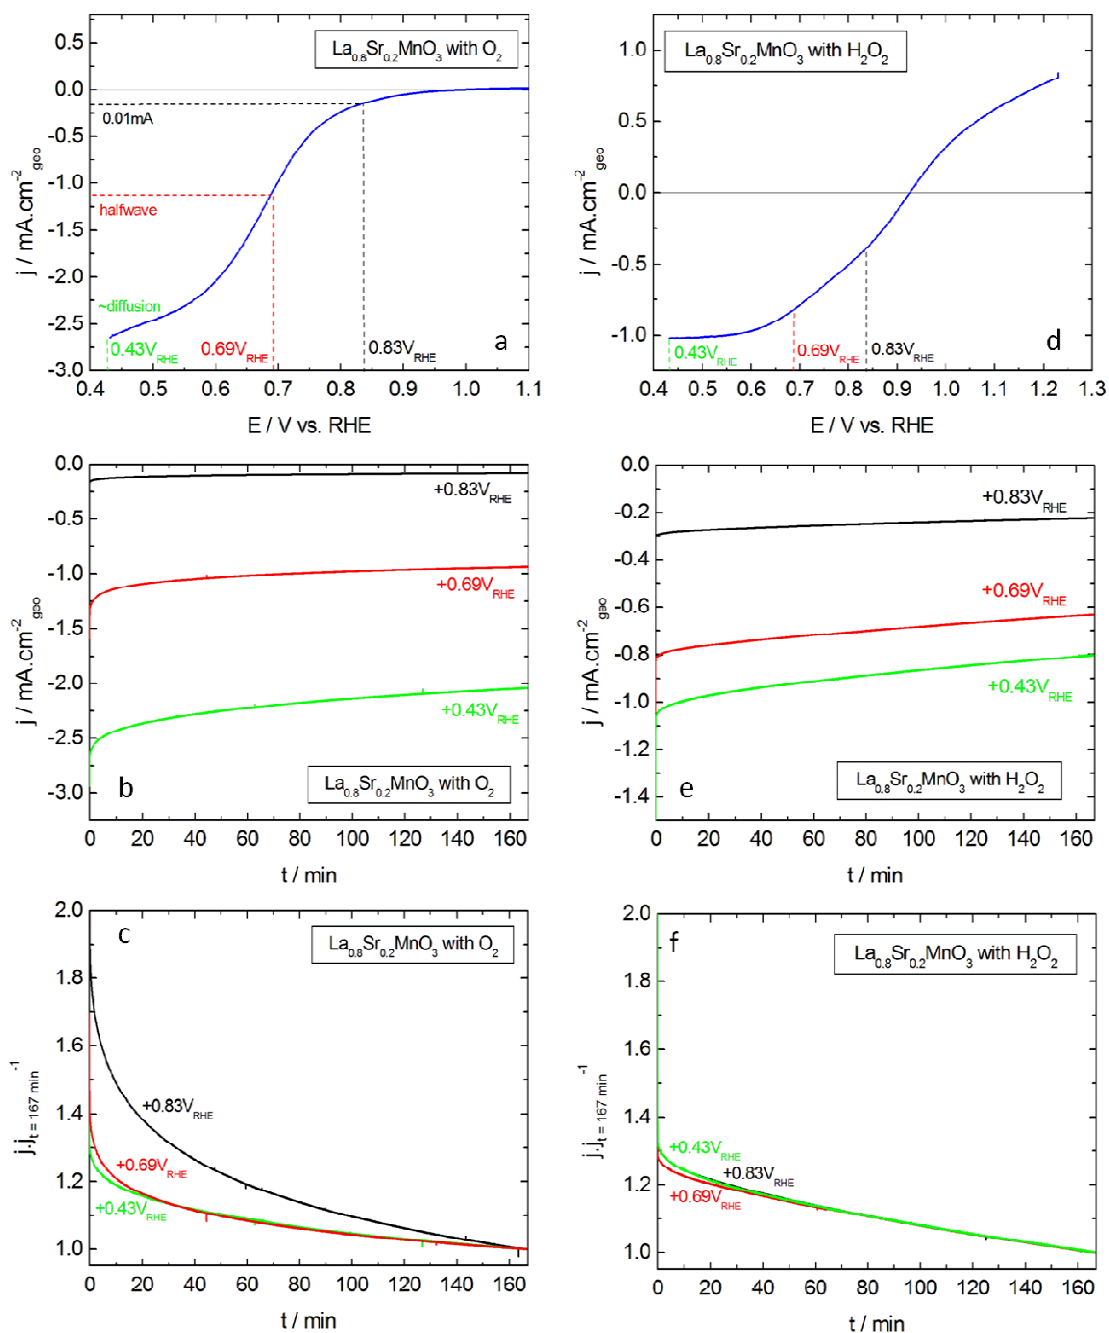 La0.8Sr0.2MnO3 with O2
0.5
0.0
-0.5
-1.0
-1.5
-2.0
-2.5
-3.0
j / mA.cm-2geo
0.01mA
halfwave
~diffusion
0.43VRHE
0.69VRHE
0.83VRHE
a
0.4 0.5 0.6 0.7 0.8 0.9 1.0 1.1
E / V vs. RHE
La0.8Sr0.2MnO3 with H2O2
1.0
0.5
0.0
-0.5
-1.0
j / mA.cm-2geo
0.43VRHE
0.69VRHE
0.83VRHE
d
0.4 0.5 0.6 0.7 0.8 0.9 1.0 1.1 1.2 1.3
E / V vs. RHE
0.0
-0.5
-1.0
-1.5
-2.0
-2.5
-3.0
j / mA.cm-2geo
+0.83VRHE
+0.69VRHE
+0.43VRHE
b
La0.8Sr0.2MnO3 with O2
0 20 40 60 80 100 120 140 160
t / min
0.0
-0.2
-0.4
-0.6
-0.8
-1.0
-1.2
-1.4
j / mA.cm-2geo
+0.83VRHE
+0.69VRHE
+0.43VRHE
e
La0.8Sr0.2MnO3 with H2O2
0 20 40 60 80 100 120 140 160
t / min
2.0
1.8
1.6
1.4
1.2
1.0
j.jt = 167 min-1
c
La0.8Sr0.2MnO3 with O2
+0.83VRHE
+0.69VRHE
+0.43VRHE
0 20 40 60 80 100 120 140 160
t / min
2.0
1.8
1.6
1.4
1.2
1.0
j.jt = 167 min-1
f
La0.8Sr0.2MnO3 with H2O2
+0.43VRHE
+0.83VRHE
+0.69VRHE
0 20 40 60 80 100 120 140 160
t / min